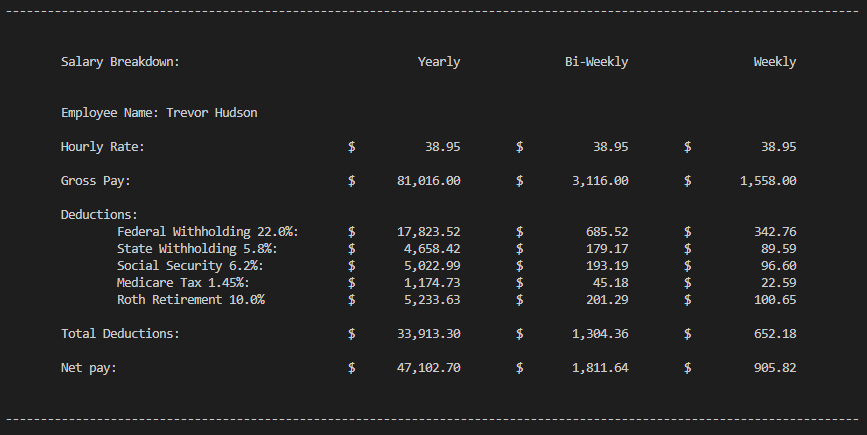 Salary Breakdown: Yearly Bi-Weekly Weekly
Employee Name: Trevor Hudson
Hourly Rate: $ 38.95 $ 38.95 $ 38.95
Gross Pay: $ 81,016.00 $ 3,116.00 $ 1,558.00
Deductions:
Federal Withholding 22.0%: $ 17,823.52 $ 685.52 $ 342.76
State Withholding 5.8%: $ 4,658.42 $ 179.17 $ 89.59
Social Security 6.2%: $ 5,022.99 $ 193.19 $ 96.60
Medicare Tax 1.45%: $ 1,174.73 $ 45.18 $ 22.59
Roth Retirement 10.0% $ 5,233.63 $ 201.29 $ 100.65
Total Deductions: $ 33,913.30 $ 1,304.36 $ 652.18
Net pay: $ 47,102.70 $ 1,811.64 $ 905.82